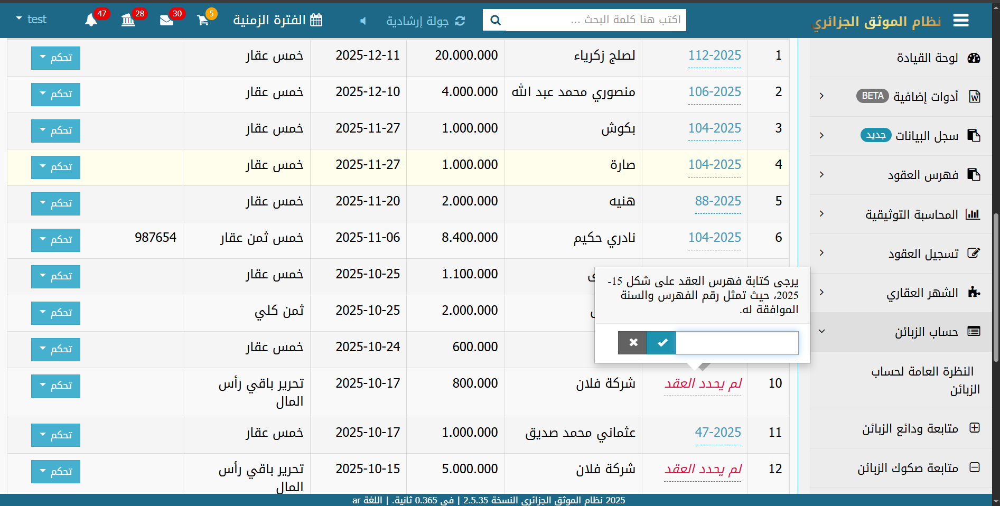 نظام الموثق الجزائري
اكتب هنا كلمة البحث ...
جولة إرشادية
الفترة الزمنية
5
30
28
47
test
لوحة القيادة
أدوات إضافية BETA
سجل البيانات جديد
فهرس العقود
المحاسبة التوثيقية
تسجيل العقود
الشهر العقاري
حساب الزبائن
النظرة العامة لحساب
الزبائن
متابعة ودائع الزبائن
متابعة صكوك الزبائن
1 112-2025 لصلج زكرياء 20.000.000 2025-12-11 خمس عقار تحكم
2 106-2025 منصوري محمد عبد الله 4.000.000 2025-12-10 خمس عقار تحكم
3 104-2025 بكوش 1.000.000 2025-11-27 خمس عقار تحكم
4 104-2025 صارة 1.000.000 2025-11-27 خمس عقار تحكم
5 88-2025 هنيه 2.000.000 2025-11-20 خمس عقار تحكم
6 104-2025 نادري حكيم 8.400.000 2025-11-06 خمس ثمن عقار 987654 تحكم
1.100.000 2025-10-25 خمس عقار تحكم
2.000.000 2025-10-25 ثمن كلي تحكم
600.000 2025-10-24 خمس عقار تحكم
يرجى كتابة فهرس العقد على شكل 15-
2025، حيث تمثل رقم الفهرس والسنة
الموافقة له.
10 لم يحدد العقد شركة فلان 800.000 2025-10-17 تحرير باقي رأس تحكم
المال
11 47-2025 عثماني محمد صديق 1.000.000 2025-10-17 خمس عقار تحكم
12 لم يحدد العقد شركة فلان 5.000.000 2025-10-15 تحرير باقي رأس تحكم
المال
2025 نظام الموثق الجزائري النسخة 2.5.35 | في 0.365 ثانية. | اللغة ar